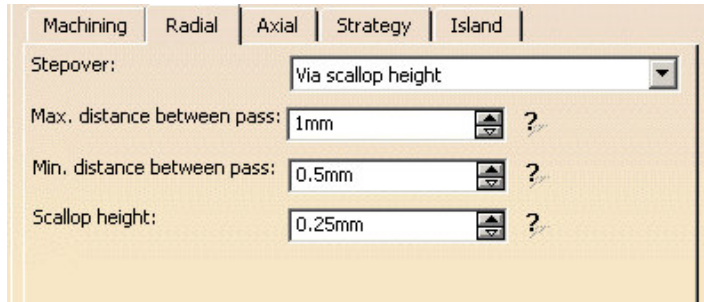 Machining Radial Axial Strategy Island
Stepover: Via scallop height
Max. distance between pass: 1mm ?
Min. distance between pass: 0.5mm ?
Scallop height: 0.25mm ?